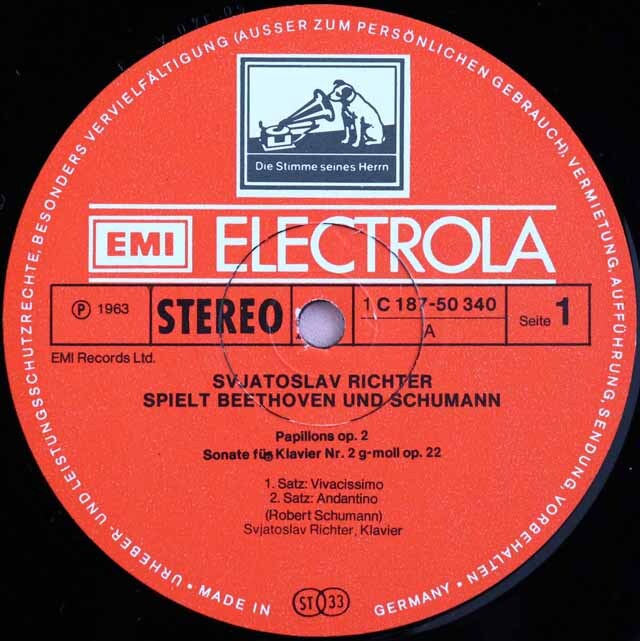 URHEBER- UND LEISTUNGSSCHUTZRECHTE, BESONDERS VERVIELFÄLTIGUNG (AUSSER ZUM PERSÖNLICHEN GEBRAUCH), VERMIETUNG, AUFFÜHRUNG, SENDUNG, VORBEHALTEN
Die Stimme seines Herrn
EMI ELECTROLA
Ⓟ 1963 STEREO 1 C 187-50 340 A Seite 1
EMI Records Ltd.
SVJATOSLAV RICHTER
SPIELT BEETHOVEN UND SCHUMANN
Papillons op. 2
Sonate für Klavier Nr. 2 g-moll op. 22
1. Satz: Vivacissimo
2. Satz: Andantino
(Robert Schumann)
Svjatoslav Richter, Klavier
• MADE IN ST 33 GERMANY •